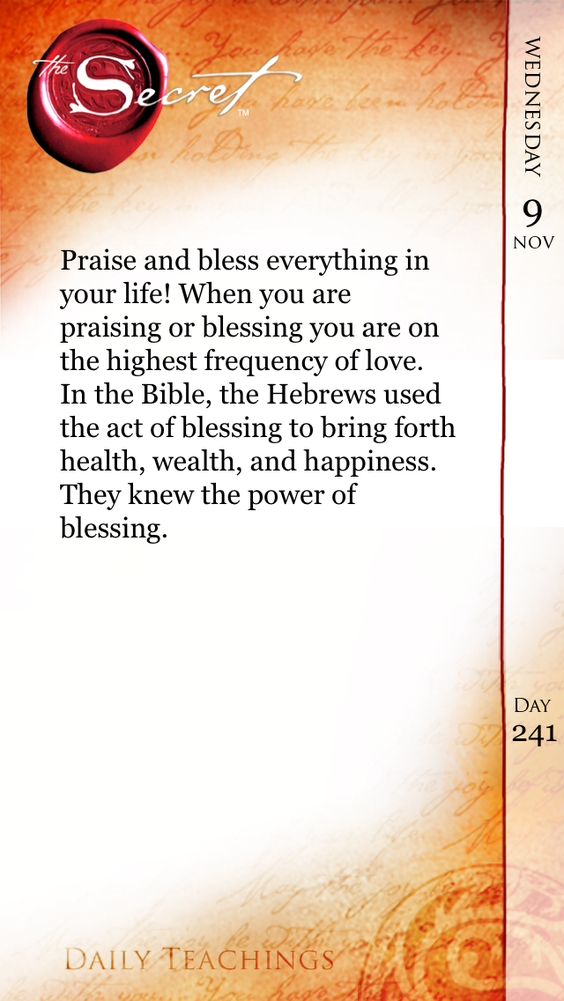 the Secret™
WEDNESDAY
9
NOV
Praise and bless everything in
your life! When you are
praising or blessing you are on
the highest frequency of love.
In the Bible, the Hebrews used
the act of blessing to bring forth
health, wealth, and happiness.
They knew the power of
blessing.
DAY
241
DAILY TEACHINGS